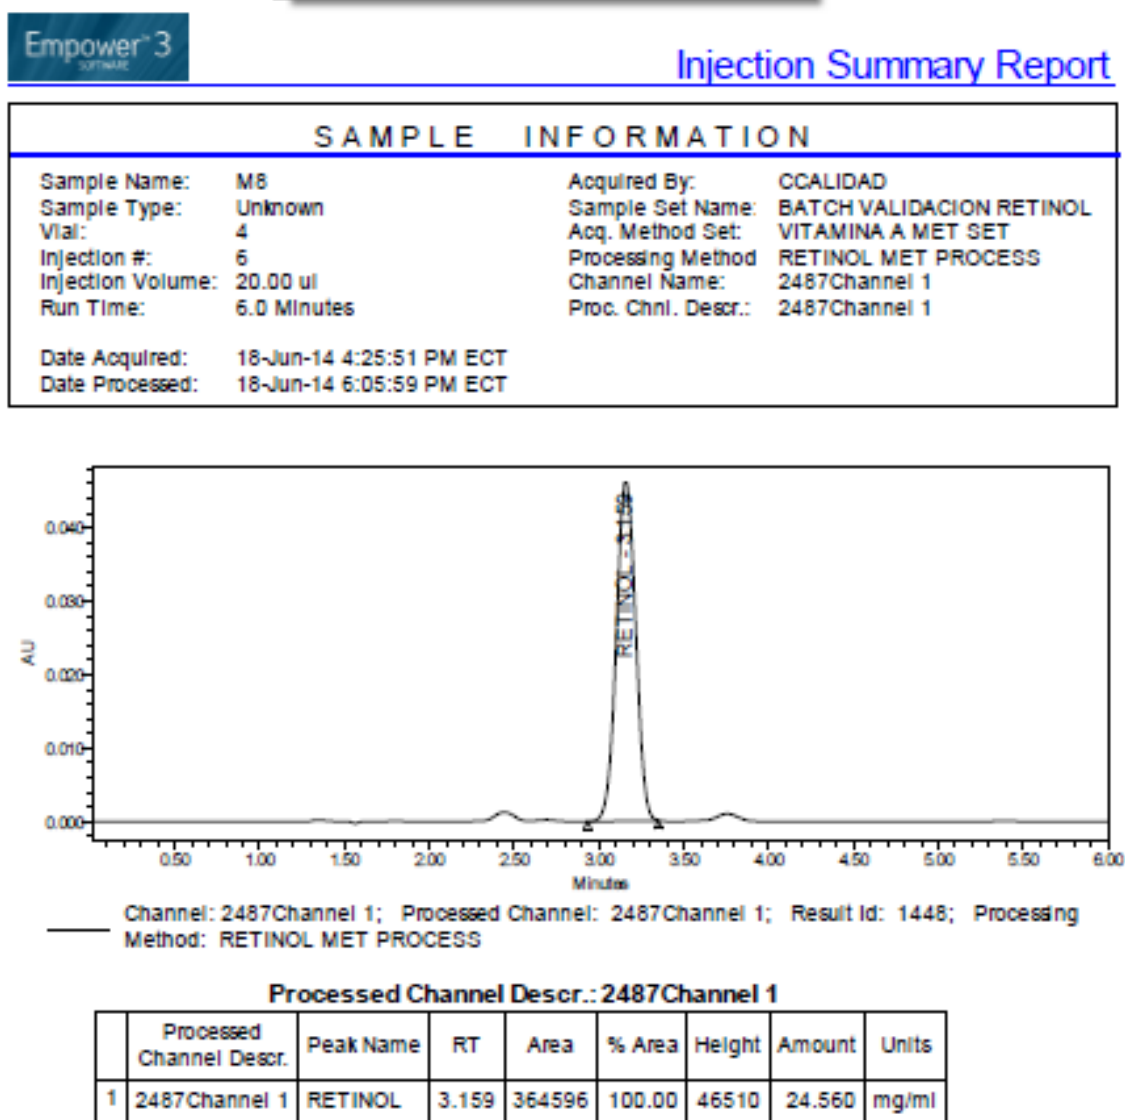 Empower™ 3
SOFTWARE
Injection Summary Report
SAMPLE INFORMATION
Sample Name: M8 Acquired By: CCALIDAD
Sample Type: Unknown Sample Set Name: BATCH VALIDACION RETINOL
Vial: 4 Acq. Method Set: VITAMINA A MET SET
Injection #: 6 Processing Method RETINOL MET PROCESS
Injection Volume: 20.00 ul Channel Name: 2487Channel 1
Run Time: 6.0 Minutes Proc. Chnl. Descr.: 2487Channel 1
Date Acquired: 18-Jun-14 4:25:51 PM ECT
Date Processed: 18-Jun-14 6:05:59 PM ECT
RETINOL - 3.159
AU
0.040
0.030
0.020
0.010
0.000
0.50 1.00 1.50 2.00 2.50 3.00 3.50 4.00 4.50 5.00 5.50 6.00
Minutes
Channel: 2487Channel 1; Processed Channel: 2487Channel 1; Result Id: 1448; Processing
Method: RETINOL MET PROCESS
Processed Channel Descr.: 2487Channel 1
Processed
Channel Descr. Peak Name RT Area % Area Height Amount Units
1 2487Channel 1 RETINOL 3.159 364596 100.00 46510 24.560 mg/ml